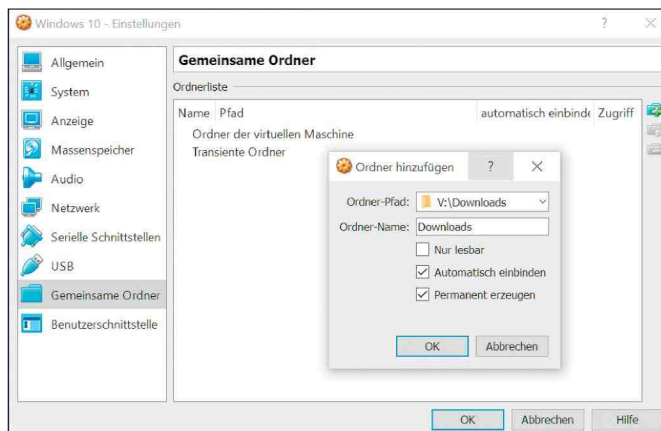 Windows 10 - Einstellungen ?
Allgemein
System
Anzeige
Massenspeicher
Audio
Netzwerk
Serielle Schnittstellen
USB
Gemeinsame Ordner
Benutzerschnittstelle
Gemeinsame Ordner
Ordnerliste
Name Pfad automatisch einbinde Zugriff
Ordner der virtuellen Maschine
Transiente Ordner
Ordner hinzufügen ?
Ordner-Pfad: V:\Downloads
Ordner-Name: Downloads
Nur lesbar
Automatisch einbinden
Permanent erzeugen
OK Abbrechen
OK Abbrechen Hilfe